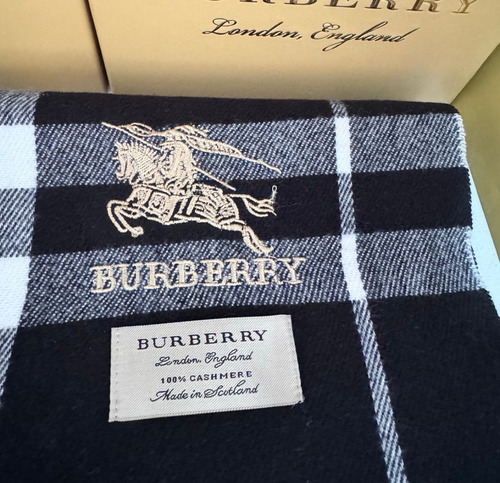 BURBERRY
London, England
BURBERRY
BURBERRY
London, England
100% CASHMERE
Made in Scotland